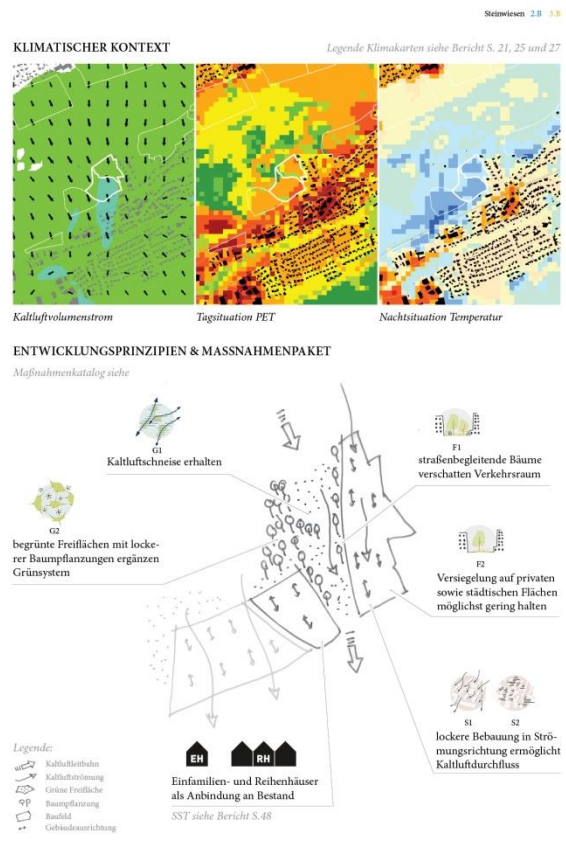 Steinwiesen 2.B 3.B
KLIMATISCHER KONTEXT
Legende Klimakarten siehe Bericht S. 21, 25 und 27
Kaltluftvolumenstrom
Tagsituation PET
Nachtsituation Temperatur
ENTWICKLUNGSPRINZIPIEN & MASSNAHMENPAKET
Maßnahmenkatalog siehe
G1
Kaltluftschneise erhalten
F1
straßenbegleitende Bäume
verschatten Verkehrsraum
G2
begrünte Freiflächen mit locke-
rer Baumpflanzungen ergänzen
Grünsystem
F2
Versiegelung auf privaten
sowie städtischen Flächen
möglichst gering halten
S1
S2
lockere Bebauung in Strö-
mungsrichtung ermöglicht
Kaltluftdurchfluss
EH
RH
Einfamilien- und Reihenhäuser
als Anbindung an Bestand
SST siehe Bericht S.48
Legende:
Kaltluftleitbahn
Kaltluftströmung
Grüne Freifläche
Baumpflanzung
Baufeld
Gebäudeausrichtung